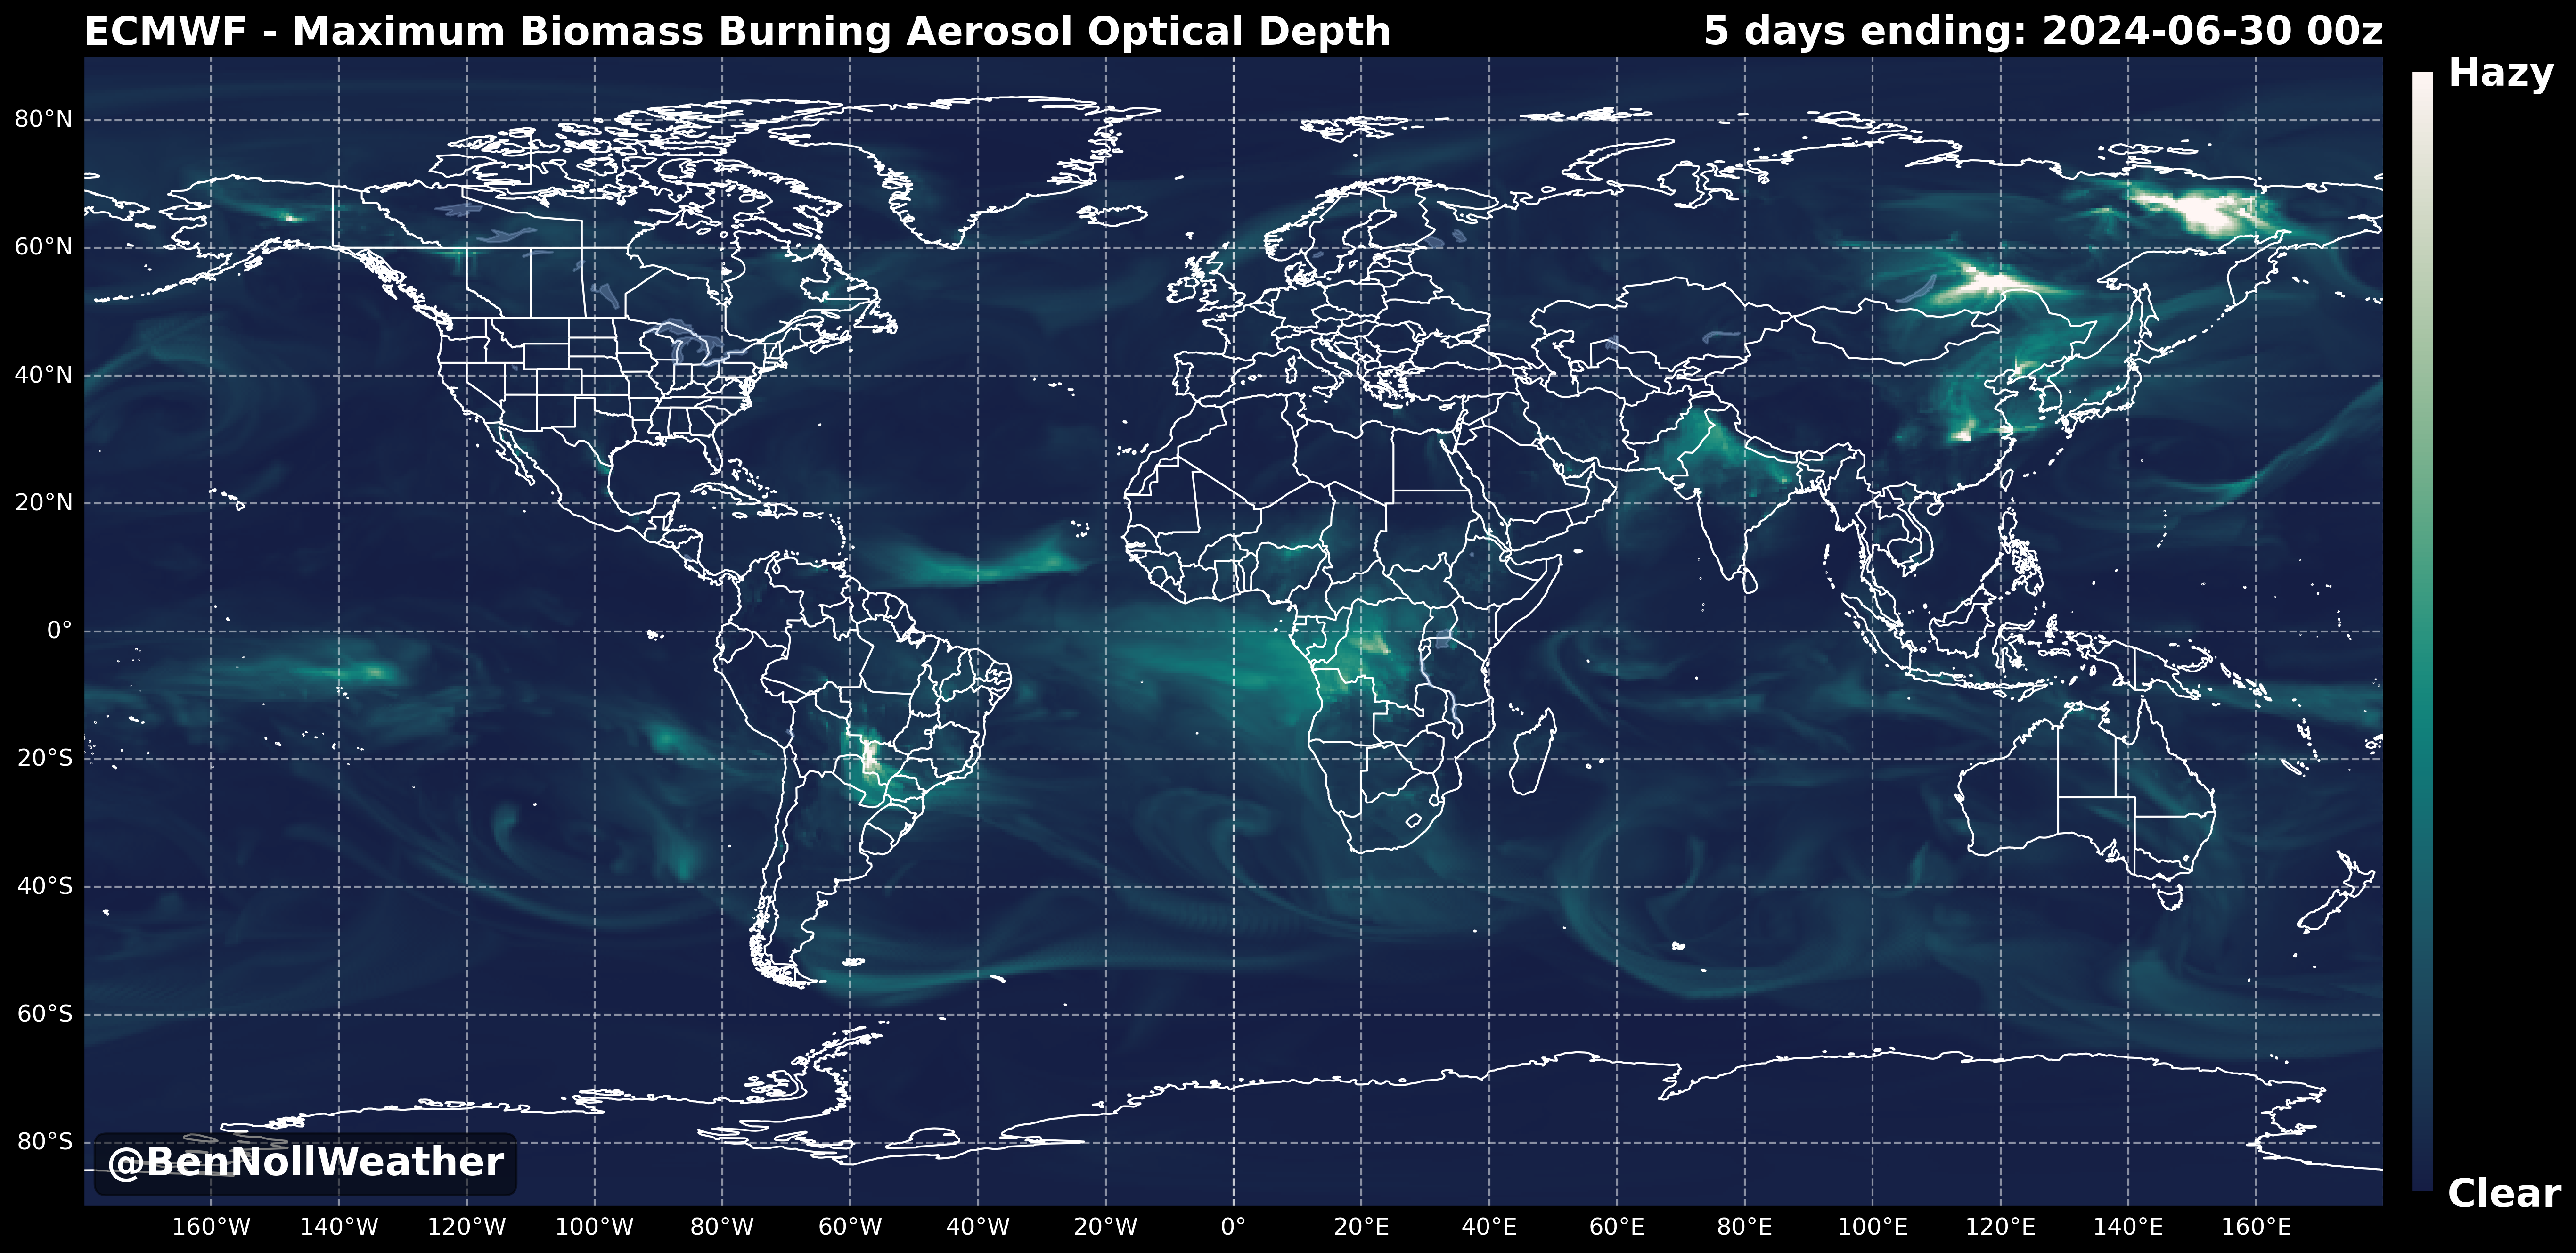 ECMWF - Maximum Biomass Burning Aerosol Optical Depth
5 days ending: 2024-06-30 00z
Hazy
80°N
60°N
40°N
20°N
0°
20°S
40°S
60°S
80°S
@BenNollWeather
Clear
160°W 140°W 120°W 100°W 80°W 60°W 40°W 20°W 0° 20°E 40°E 60°E 80°E 100°E 120°E 140°E 160°E